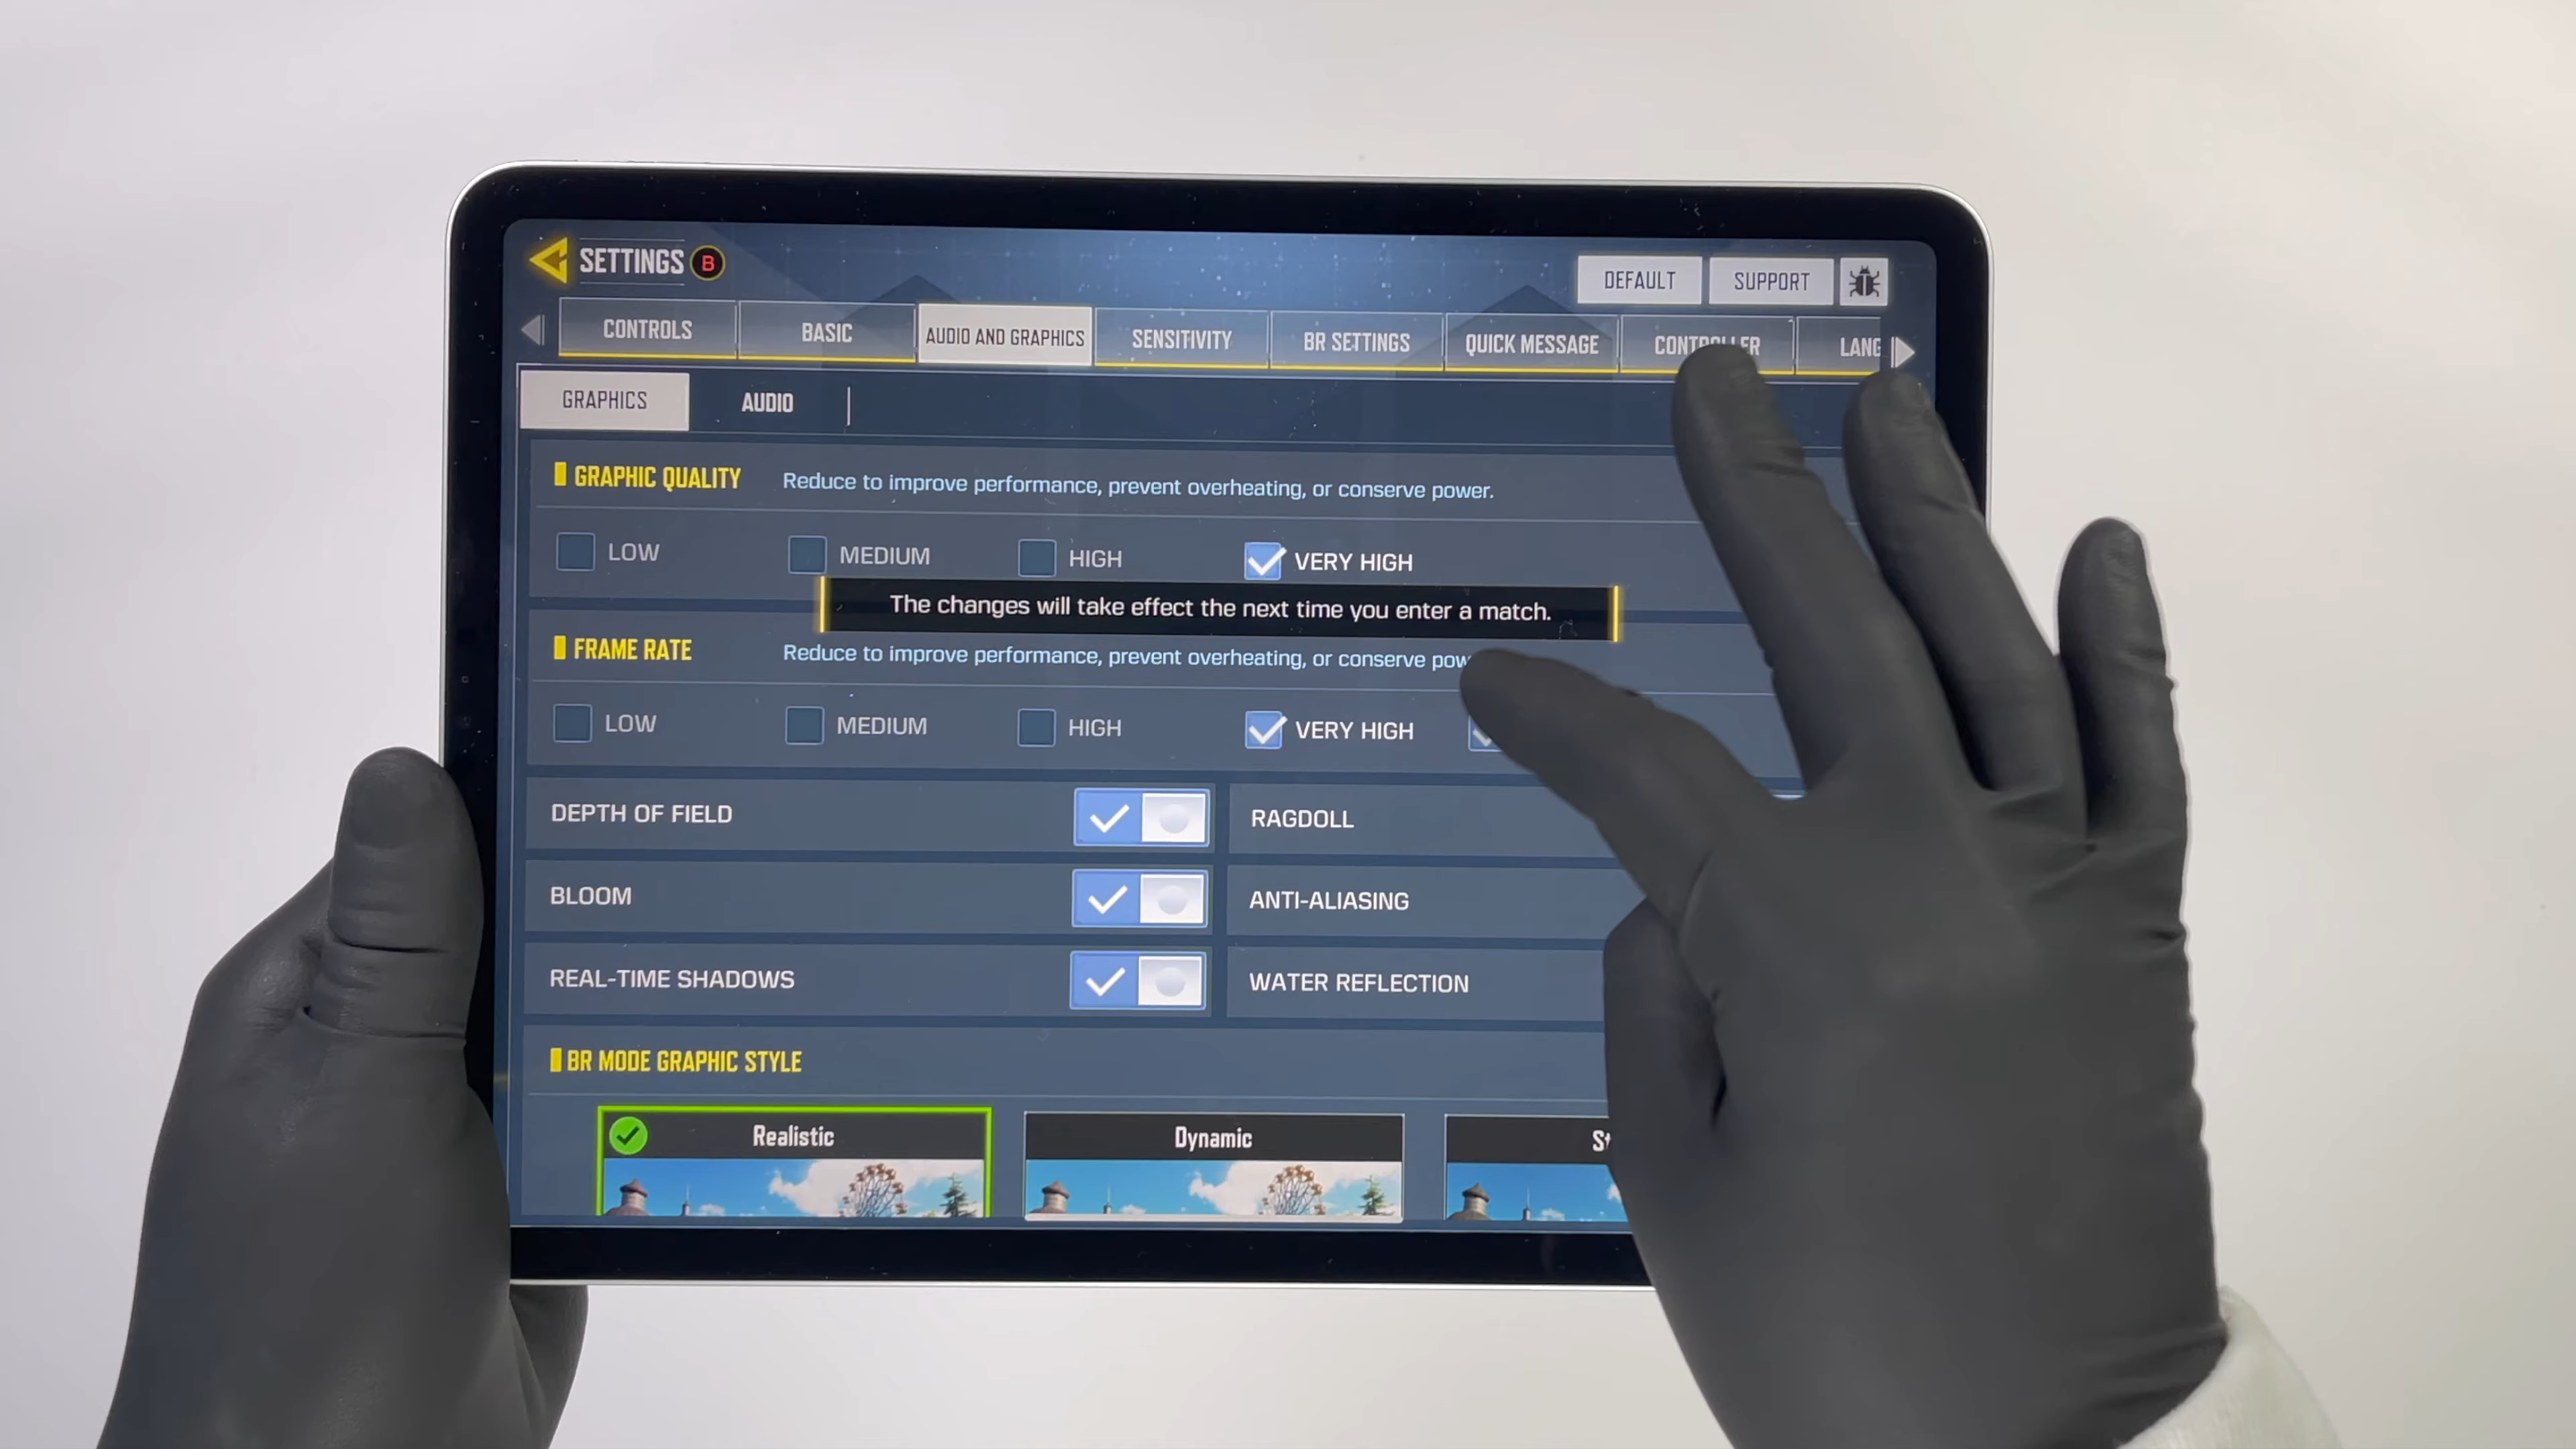 SETTINGS B
DEFAULT SUPPORT
CONTROLS BASIC AUDIO AND GRAPHICS SENSITIVITY BR SETTINGS QUICK MESSAGE CONTROLLER LANG
GRAPHICS AUDIO
GRAPHIC QUALITY Reduce to improve performance, prevent overheating, or conserve power.
LOW MEDIUM HIGH VERY HIGH
The changes will take effect the next time you enter a match.
FRAME RATE Reduce to improve performance, prevent overheating, or conserve pow
LOW MEDIUM HIGH VERY HIGH
DEPTH OF FIELD RAGDOLL
BLOOM ANTI-ALIASING
REAL-TIME SHADOWS WATER REFLECTION
BR MODE GRAPHIC STYLE
Realistic Dynamic